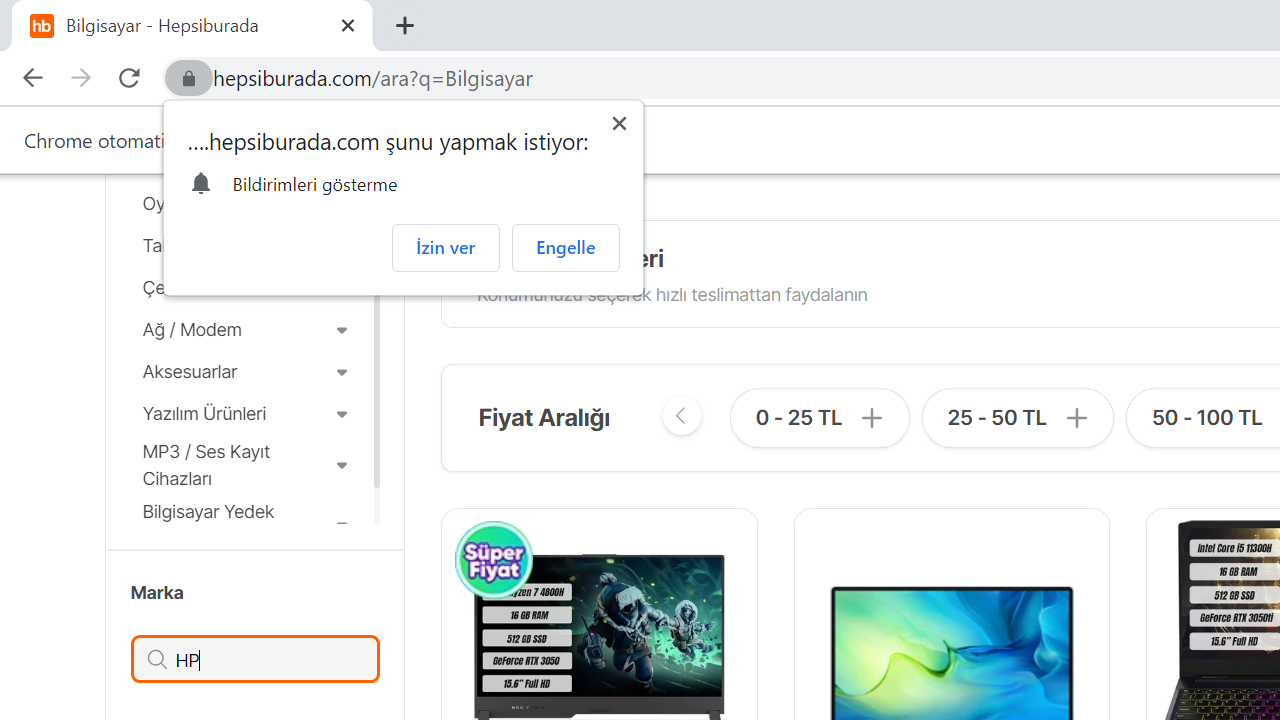 hb Bilgisayar - Hepsiburada
hepsiburada.com/ara?q=Bilgisayar
Chrome otomati
....hepsiburada.com şunu yapmak istiyor:
Bildirimleri gösterme
İzin ver
Engelle
Oy
Ta
Çe
Ağ / Modem
Aksesuarlar
Yazılım Ürünleri
MP3 / Ses Kayıt
Cihazları
Bilgisayar Yedek
Marka
HP
eri
Konumunuzu seçerek hızlı teslimattan faydalanın
Fiyat Aralığı
0 - 25 TL
25 - 50 TL
50 - 100 TL
Süper
Fiyat
yzen 7 4800H
16 GB RAM
512 GB SSD
GeForce RTX 3050
15.6" Full HD
Intel Core i5 11300H
16 GB RAM
512 GB SSD
GeForce RTX 3050ti
15.6" Full HD